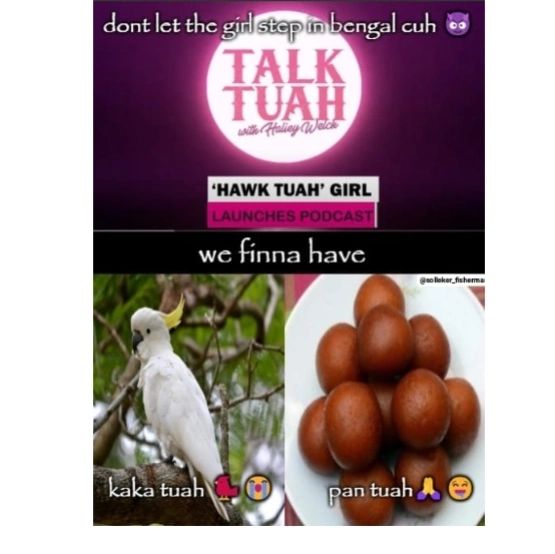 dont let the girl step in bengal cuh 😈
TALK
TUAH
with Haliey Welch
'HAWK TUAH' GIRL
LAUNCHES PODCAST
we finna have
@solleker_fisherma
kaka tuah 🐦 😭
pan tuah 🙏 😄